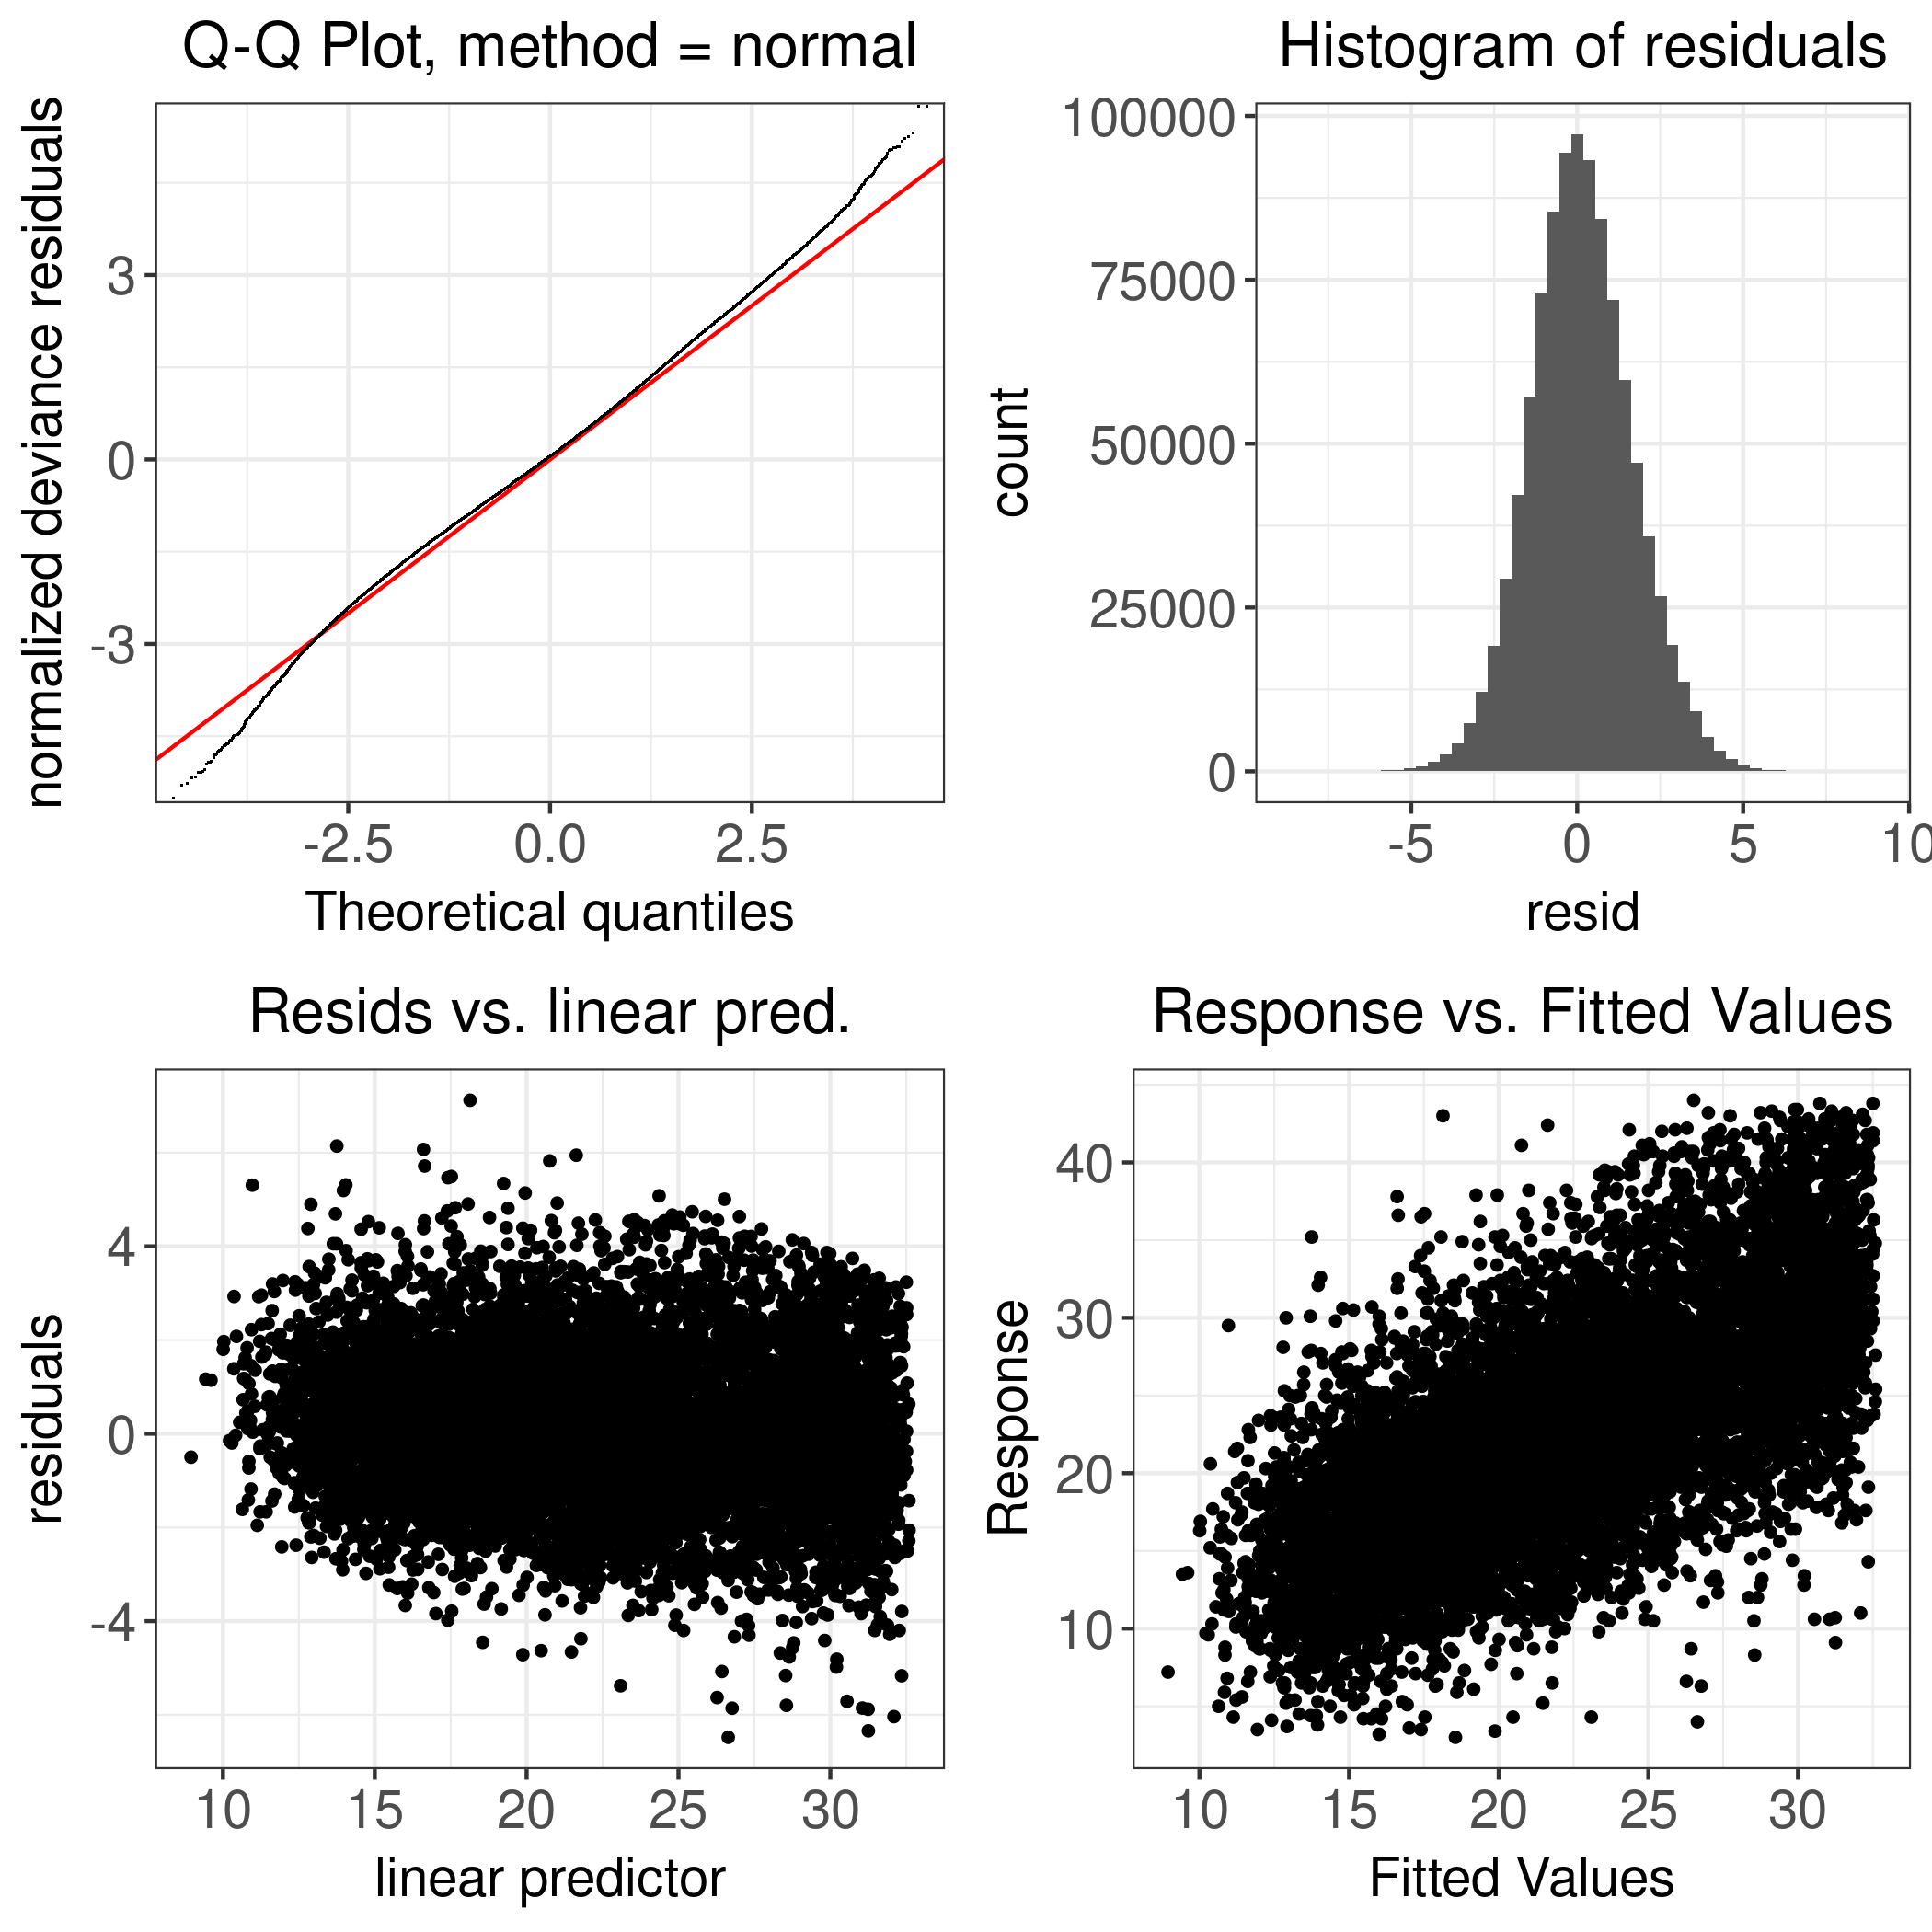 Q-Q Plot, method = normal
normalized deviance residuals
3
0
-3
-2.5 0.0 2.5
Theoretical quantiles
Histogram of residuals
count
100000
75000
50000
25000
0
-5 0 5 10
resid
Resids vs. linear pred.
residuals
4
0
-4
10 15 20 25 30
linear predictor
Response vs. Fitted Values
Response
40
30
20
10
10 15 20 25 30
Fitted Values